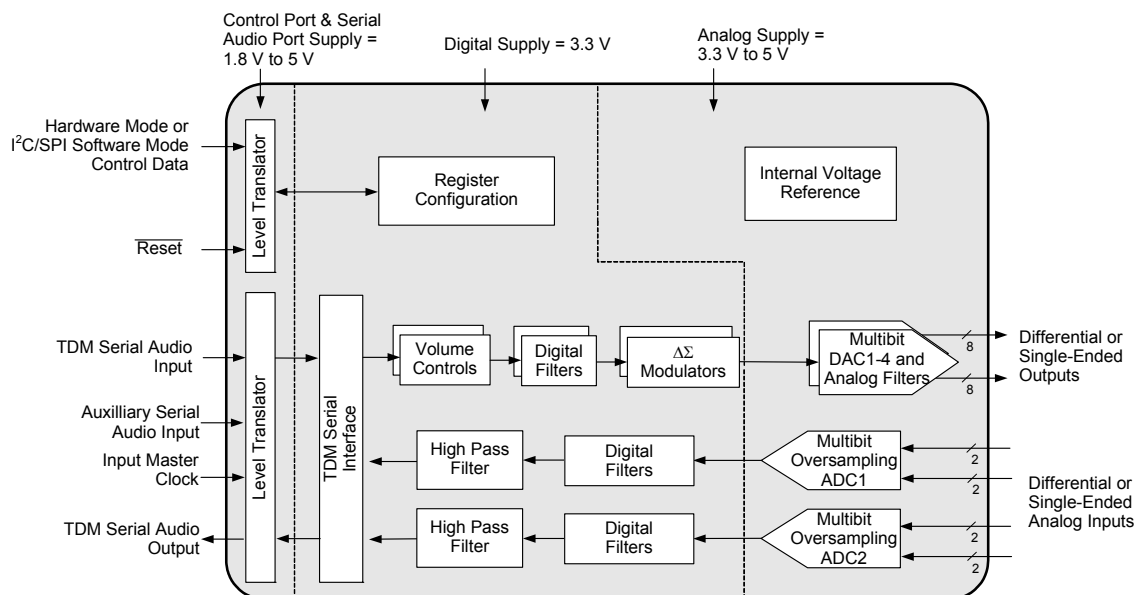 Control Port & Serial
Audio Port Supply =
1.8 V to 5 V
Digital Supply = 3.3 V
Analog Supply =
3.3 V to 5 V
Hardware Mode or
I²C/SPI Software Mode
Control Data
Reset
Level Translator
Register
Configuration
Internal Voltage
Reference
TDM Serial Audio
Input
Auxilliary Serial
Audio Input
Input Master
Clock
TDM Serial Audio
Output
Level Translator
TDM Serial
Interface
Volume
Controls
Digital
Filters
ΔΣ
Modulators
Multibit
DAC1-4 and
Analog Filters
8
8
Differential or
Single-Ended
Outputs
High Pass
Filter
Digital
Filters
Multibit
Oversampling
ADC1
2
2
High Pass
Filter
Digital
Filters
Multibit
Oversampling
ADC2
2
2
Differential or
Single-Ended
Analog Inputs